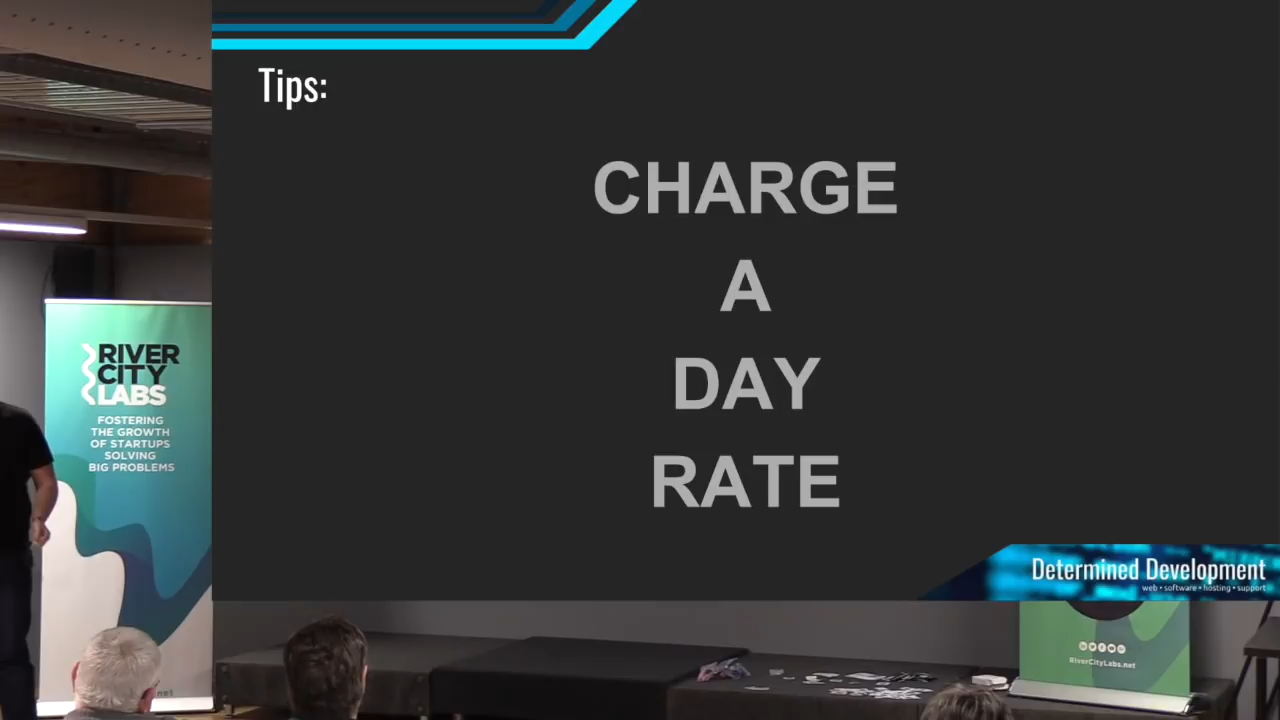 Tips:
CHARGE
A
DAY
RATE
Determined Development
web • software • hosting • support
RIVER
CITY
LABS
FOSTERING
THE GROWTH
OF STARTUPS
SOLVING
BIG PROBLEMS
RiverCityLabs.net
.net